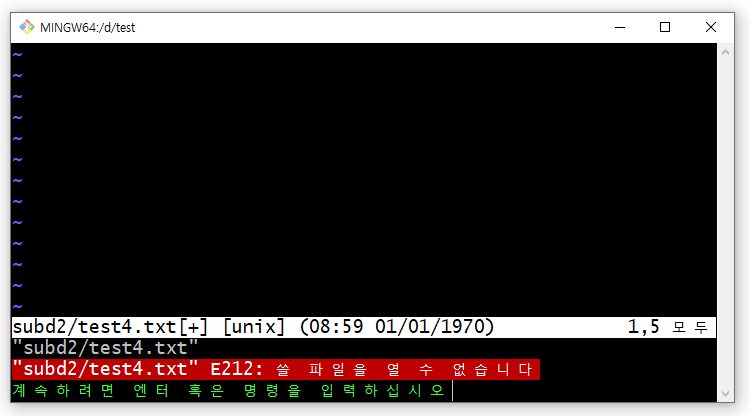 MINGW64:/d/test
~
~
~
~
~
~
~
~
~
~
~
~
~
subd2/test4.txt[+] [unix] (08:59 01/01/1970) 1,5 모두
"subd2/test4.txt"
"subd2/test4.txt" E212: 쓸 파일을 열 수 없습니다
계속하려면 엔터 혹은 명령을 입력하십시오